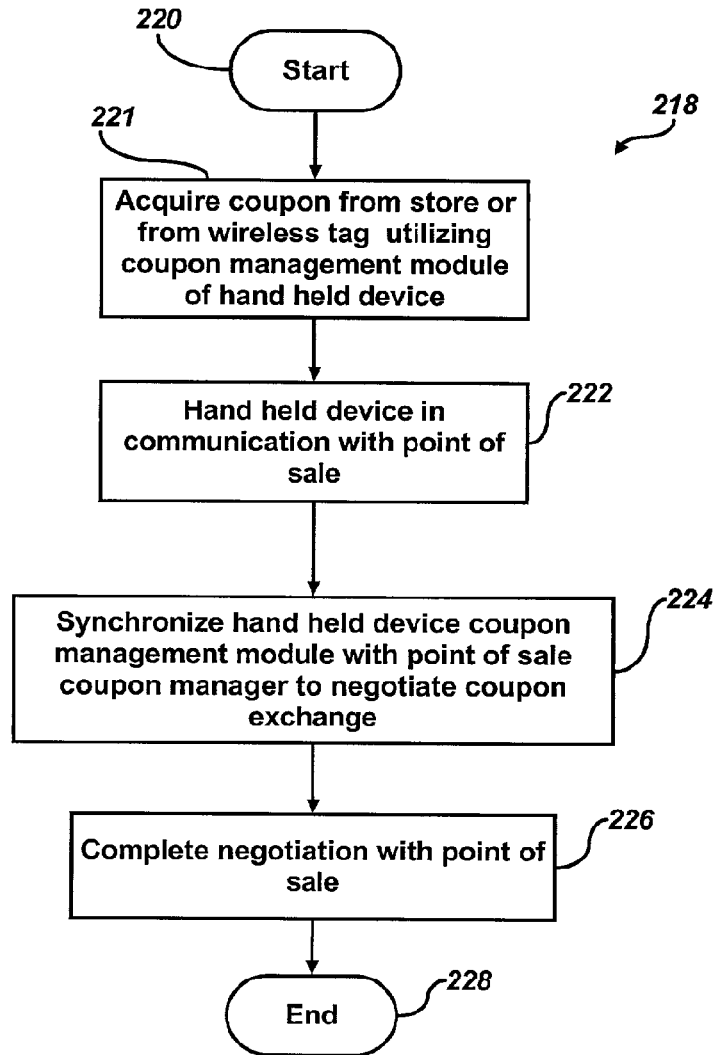 220
Start
218
221
Acquire coupon from store or
from wireless tag utilizing
coupon management module
of hand held device
222
Hand held device in
communication with point of
sale
224
Synchronize hand held device coupon
management module with point of sale
coupon manager to negotiate coupon
exchange
226
Complete negotiation with point of
sale
End
228